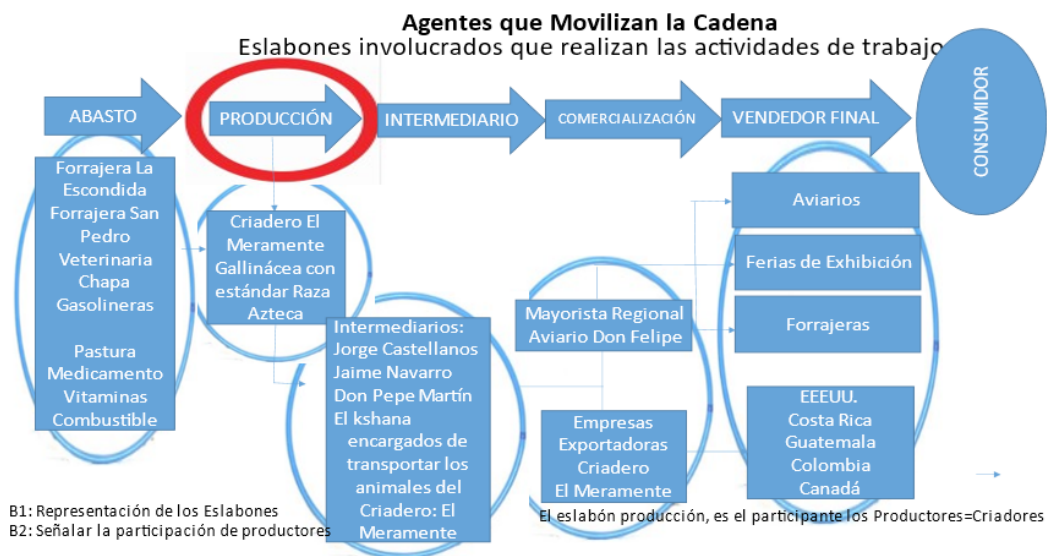 Agentes que Movilizan la Cadena
Eslabones involucrados que realizan las actividades de trabajo
ABASTO
PRODUCCIÓN
INTERMEDIARIO
COMERCIALIZACIÓN
VENDEDOR FINAL
CONSUMIDOR
Forrajera La
Escondida
Forrajera San
Pedro
Veterinaria
Chapa
Gasolineras
Pastura
Medicamento
Vitaminas
Combustible
Criadero El
Meramente
Gallinácea con
estándar Raza
Azteca
Intermediarios:
Jorge Castellanos
Jaime Navarro
Don Pepe Martín
El kshana
encargados de
transportar los
animales del
Criadero: El
Meramente
Mayorista Regional
Aviario Don Felipe
Empresas
Exportadoras
Criadero
El Meramente
Aviarios
Ferias de Exhibición
Forrajeras
EEEUU.
Costa Rica
Guatemala
Colombia
Canadá
B1: Representación de los Eslabones
B2: Señalar la participación de productores
El eslabón producción, es el participante los Productores=Criadores